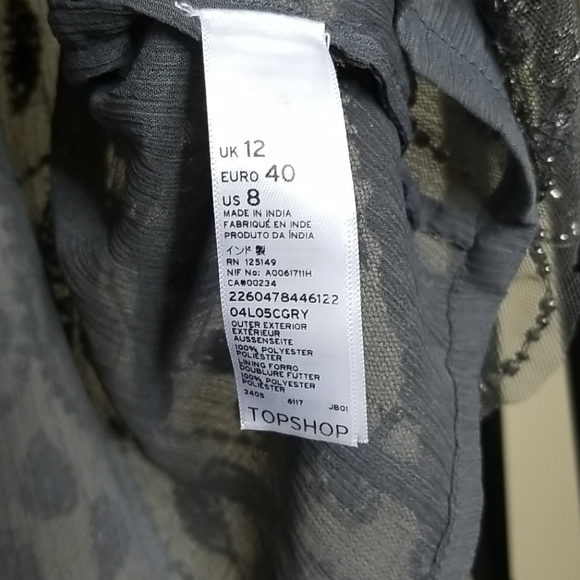 UK 12
EURO 40
US 8
MADE IN INDIA
FABRIQUÉ EN INDE
PRODUTO DA ÍNDIA
インド 製
RN 125149
NIF No: A0061711H
CA#00234
2260478446122
04L05CGRY
OUTER EXTERIOR
EXTÉRIEUR
AUSSENSEITE
100% POLYESTER
POLIÉSTER
LINING FORRO
DOUBLURE FUTTER
100% POLYESTER
POLIÉSTER
3405 6117 JB01
TOPSHOP